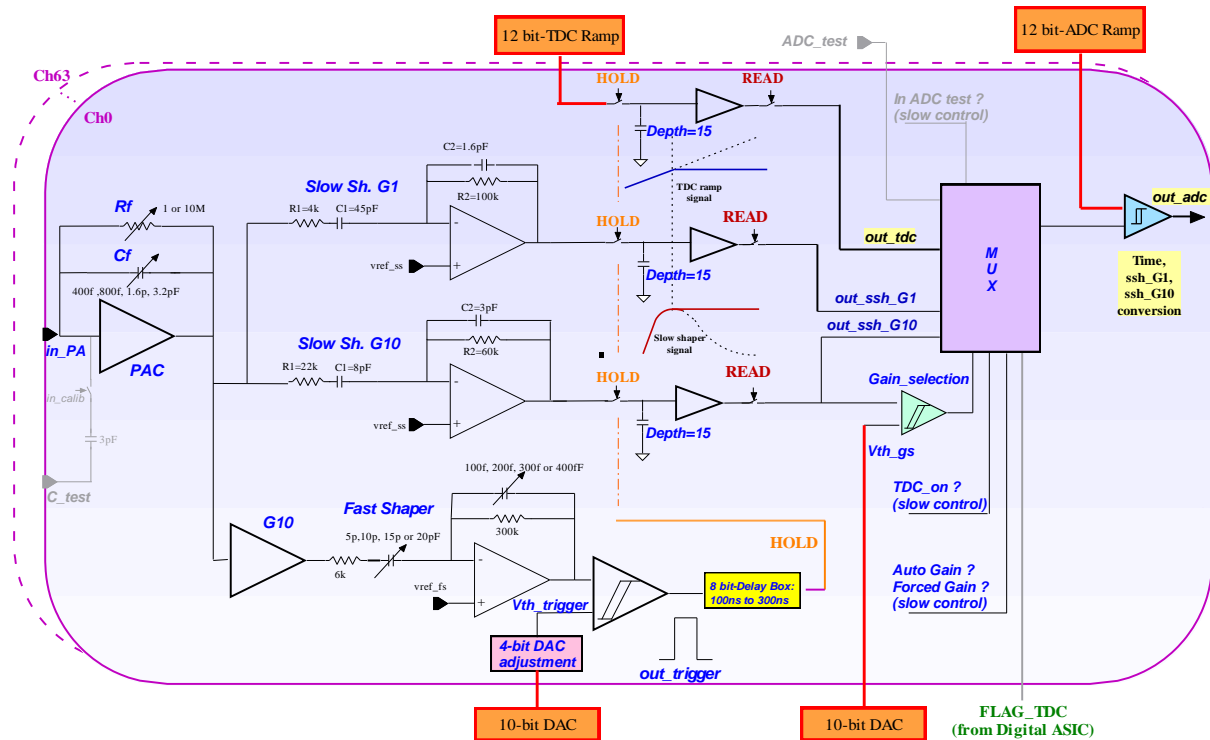 12 bit-TDC Ramp
12 bit-ADC Ramp
ADC_test
Ch63
Ch0
HOLD
READ
In ADC test ?
(slow control)
Depth=15
C2=1.6pF
Slow Sh. G1
R2=100k
TDC ramp
signal
Rf
1 or 10M
R1=4k
C1=45pF
-
+
vref_ss
HOLD
READ
out_tdc
out_adc
M
U
X
Cf
400f ,800f, 1.6p, 3.2pF
Depth=15
Time,
ssh_G1,
ssh_G10
conversion
out_ssh_G1
C2=3pF
out_ssh_G10
in_PA
PAC
Slow Sh. G10
R2=60k
Slow shaper
signal
R1=22k
C1=8pF
-
+
vref_ss
HOLD
READ
Gain_selection
in_calib
3pF
Depth=15
Vth_gs
C_test
100f, 200f, 300f or 400fF
TDC_on ?
(slow control)
G10
Fast Shaper
300k
5p,10p, 15p or 20pF
6k
-
+
vref_fs
HOLD
Vth_trigger
8 bit-Delay Box:
100ns to 300ns
Auto Gain ?
Forced Gain ?
(slow control)
4-bit DAC
adjustment
out_trigger
10-bit DAC
10-bit DAC
FLAG_TDC
(from Digital ASIC)